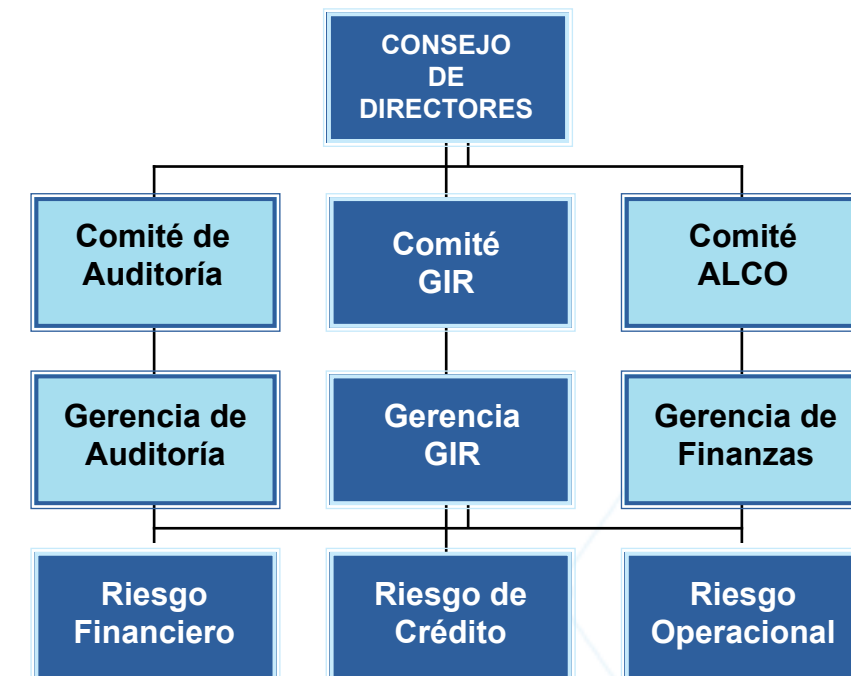 CONSEJO
DE
DIRECTORES
Comité de
Auditoría
Comité
GIR
Comité
ALCO
Gerencia de
Auditoría
Gerencia
GIR
Gerencia de
Finanzas
Riesgo
Financiero
Riesgo de
Crédito
Riesgo
Operacional